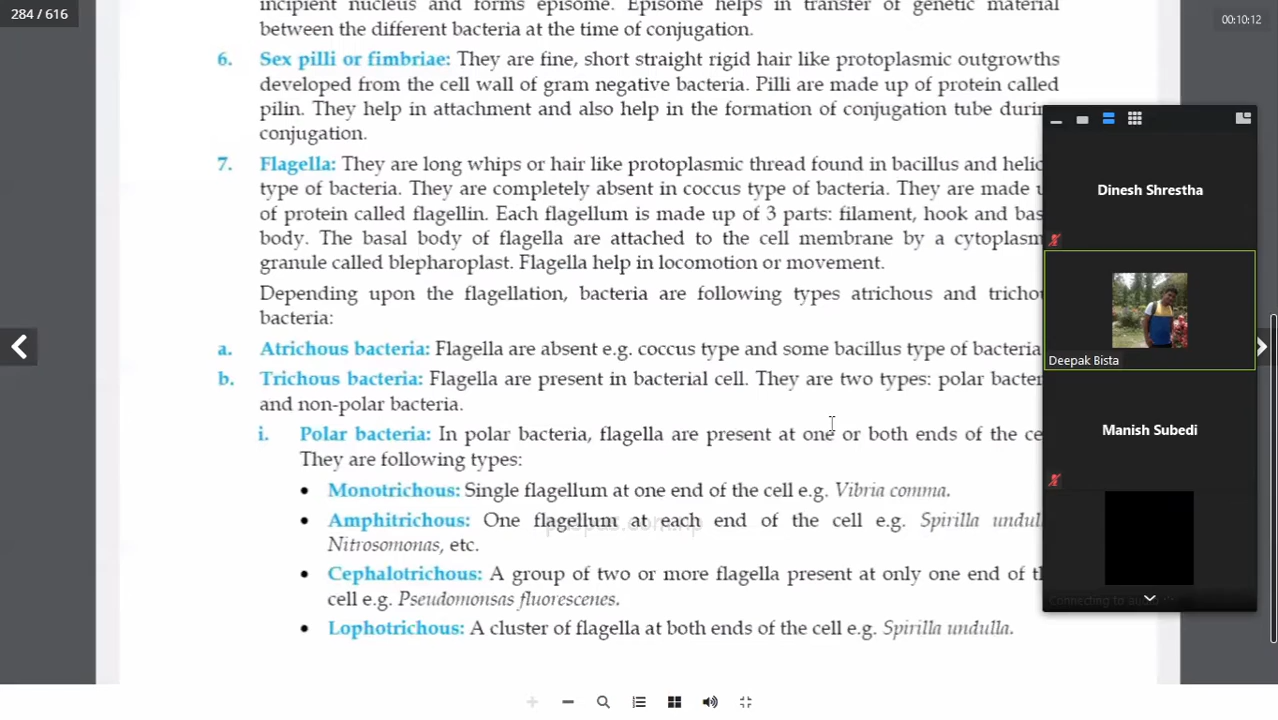 284 / 616
00:10:12
incipient nucleus and forms episome. Episome helps in transfer of genetic material
between the different bacteria at the time of conjugation.
6. Sex pilli or fimbriae: They are fine, short straight rigid hair like protoplasmic outgrowths
developed from the cell wall of gram negative bacteria. Pilli are made up of protein called
pilin. They help in attachment and also help in the formation of conjugation tube durin
conjugation.
7. Flagella: They are long whips or hair like protoplasmic thread found in bacillus and helic
type of bacteria. They are completely absent in coccus type of bacteria. They are made u
of protein called flagellin. Each flagellum is made up of 3 parts: filament, hook and bas
body. The basal body of flagella are attached to the cell membrane by a cytoplasm
granule called blepharoplast. Flagella help in locomotion or movement.
Depending upon the flagellation, bacteria are following types atrichous and tricho
bacteria:
a. Atrichous bacteria: Flagella are absent e.g. coccus type and some bacillus type of bacteria
b. Trichous bacteria: Flagella are present in bacterial cell. They are two types: polar bacter
and non-polar bacteria.
i. Polar bacteria: In polar bacteria, flagella are present at one or both ends of the ce
They are following types:
• Monotrichous: Single flagellum at one end of the cell e.g. Vibria comma.
• Amphitrichous: One flagellum at each end of the cell e.g. Spirilla undul
Nitrosomonas, etc.
• Cephalotrichous: A group of two or more flagella present at only one end of th
cell e.g. Pseudomonsas fluorescenes.
• Lophotrichous: A cluster of flagella at both ends of the cell e.g. Spirilla undulla.
Dinesh Shrestha
Deepak Bista
Manish Subedi
Connecting to audio